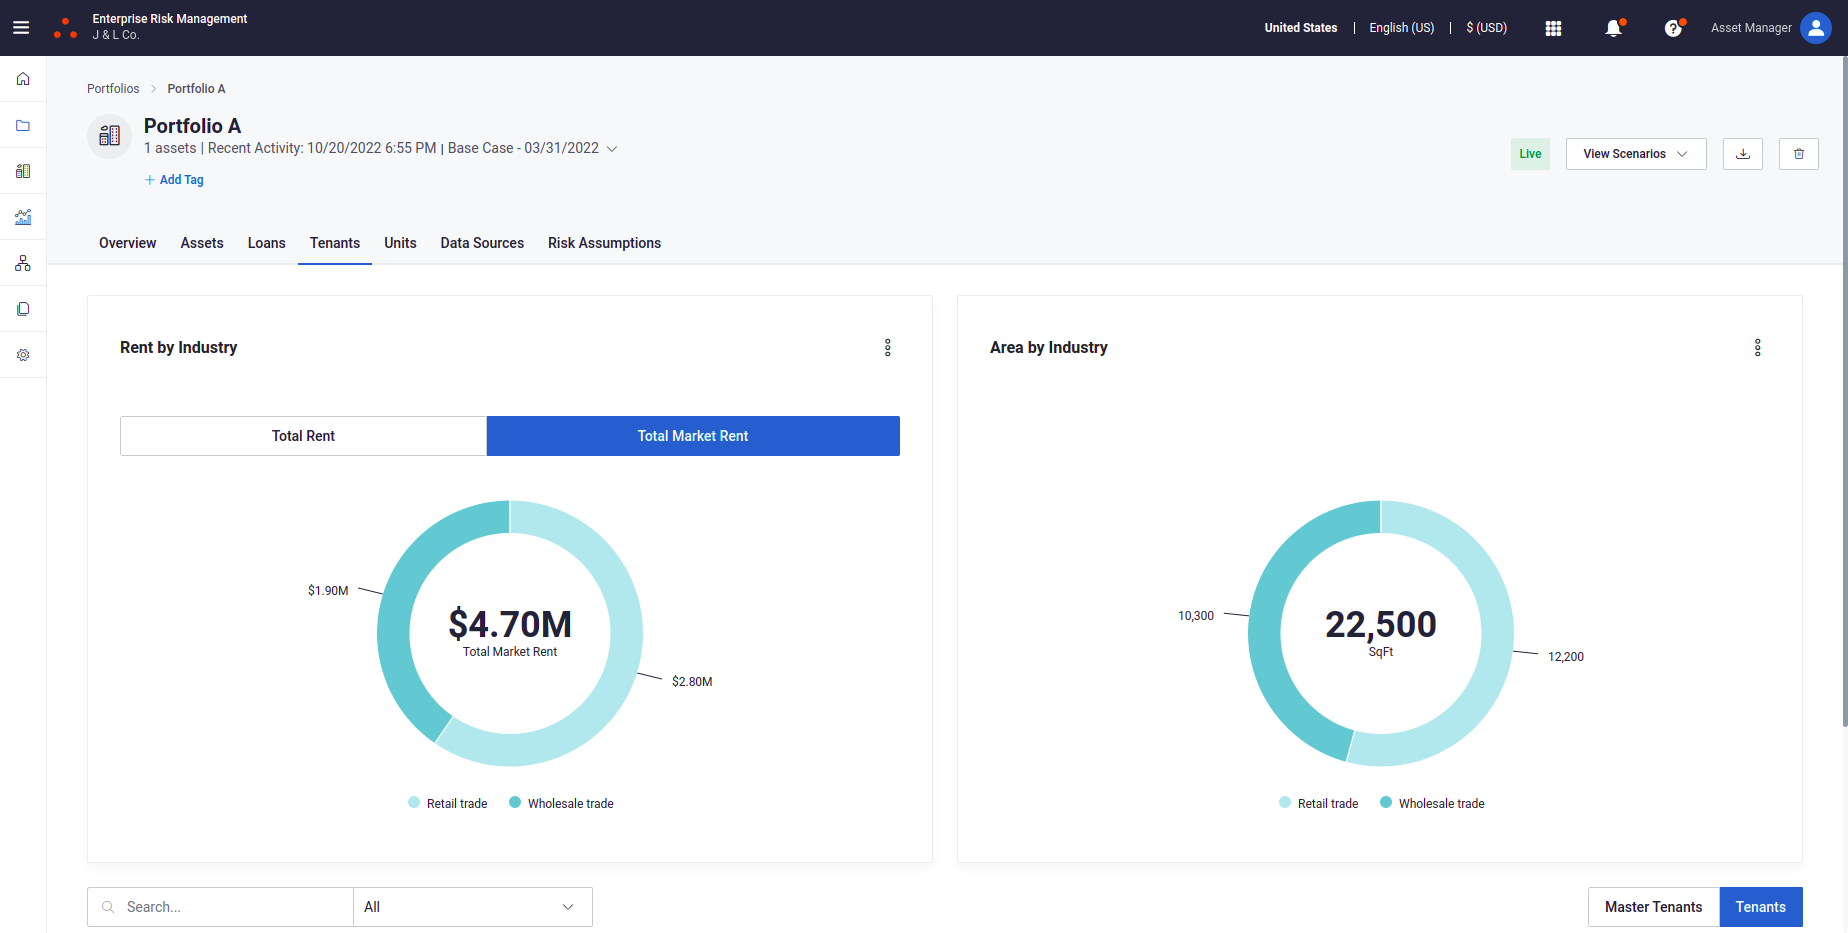 Enterprise Risk Management
J & L Co.
United States | English (US) | $ (USD)
Asset Manager
Portfolios > Portfolio A
Portfolio A
1 assets | Recent Activity: 10/20/2022 6:55 PM | Base Case - 03/31/2022
+ Add Tag
Live
View Scenarios
Overview Assets Loans Tenants Units Data Sources Risk Assumptions
Rent by Industry
Total Rent Total Market Rent
$1.90M
$4.70M
Total Market Rent
$2.80M
Retail trade Wholesale trade
Area by Industry
10,300
22,500
SqFt
12,200
Retail trade Wholesale trade
Search... All
Master Tenants Tenants